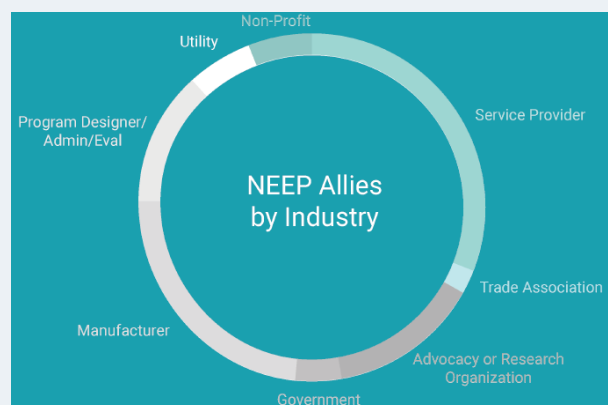 Non-Profit
Utility
Service Provider
Program Designer/
Admin/Eval
NEEP Allies
by Industry
Trade Association
Manufacturer
Advocacy or Research
Organization
Government